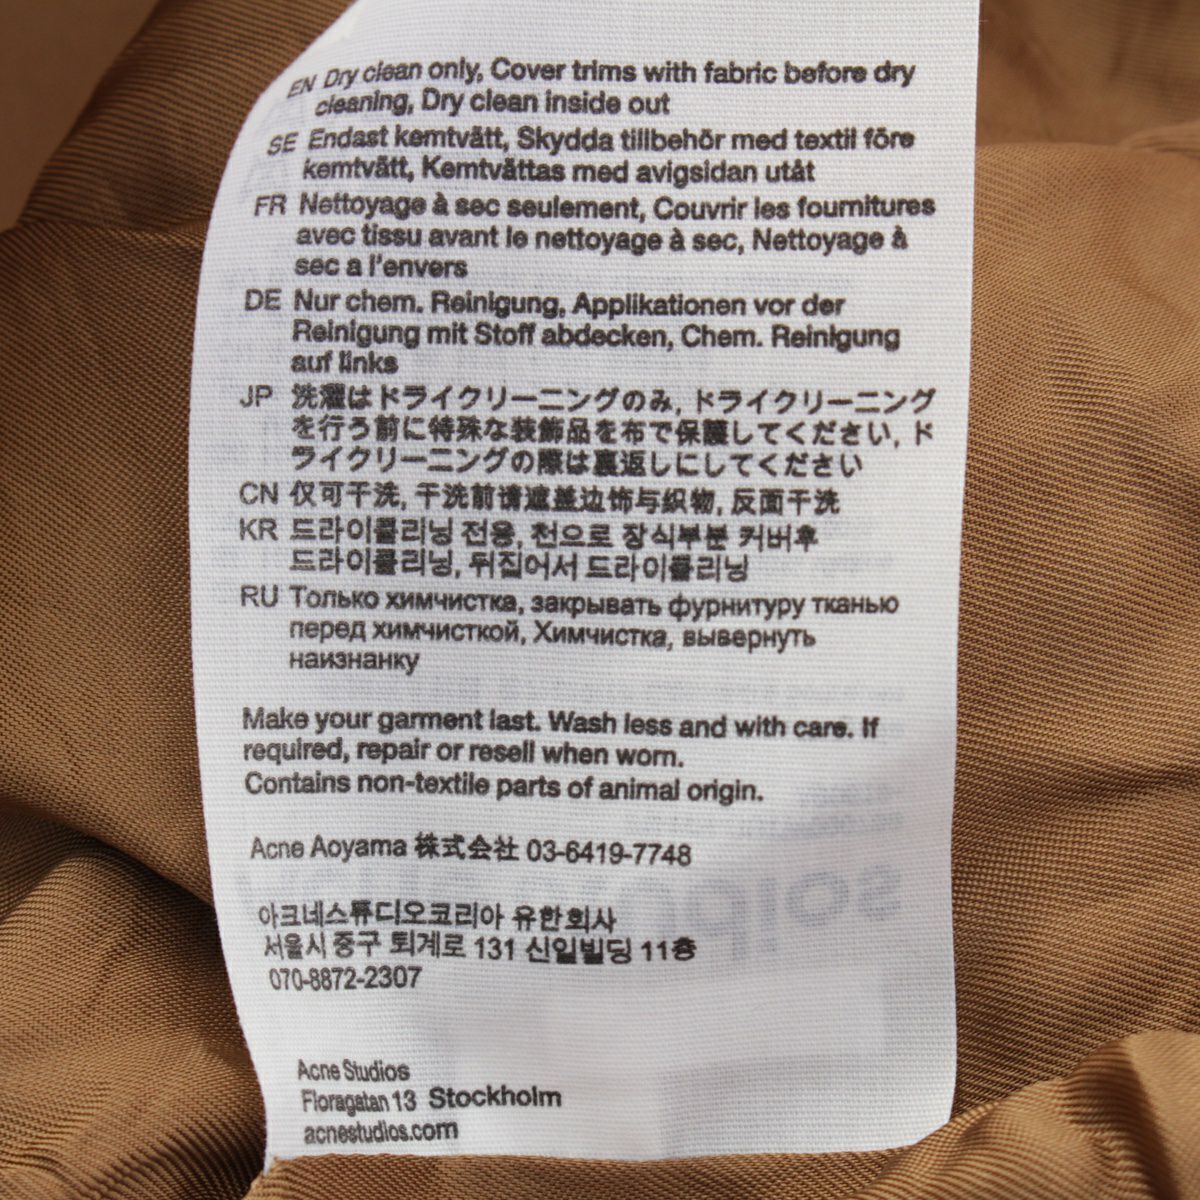 EN Dry clean only, Cover trims with fabric before dry
cleaning, Dry clean inside out
SE Endast kemtvätt, Skydda tillbehör med textil före
kemtvätt, Kemtvättas med avigsidan utåt
FR Nettoyage à sec seulement, Couvrir les fournitures
avec tissu avant le nettoyage à sec, Nettoyage à
sec a l'envers
DE Nur chem. Reinigung, Applikationen vor der
Reinigung mit Stoff abdecken, Chem. Reinigung
auf links
JP 洗濯はドライクリーニングのみ, ドライクリーニング
を行う前に特殊な装飾品を布で保護してください, ド
ライクリーニングの際は裏返しにしてください
CN 仅可干洗, 干洗前请遮盖边饰与织物, 反面干洗
KR 드라이클리닝 전용, 천으로 장식부분 커버후
드라이클리닝, 뒤집어서 드라이클리닝
RU Только химчистка, закрывать фурнитуру тканью
перед химчисткой, Химчистка, вывернуть
наизнанку
Make your garment last. Wash less and with care. If
required, repair or resell when worn.
Contains non-textile parts of animal origin.
Acne Aoyama 株式会社 03-6419-7748
아크네스튜디오코리아 유한회사
서울시 중구 퇴계로 131 신일빌딩 11층
070-8872-2307
Acne Studios
Floragatan 13 Stockholm
acnestudios.com